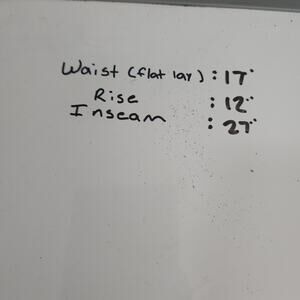 Waist (flat lay) : 17"
Rise : 12"
Inseam : 27"